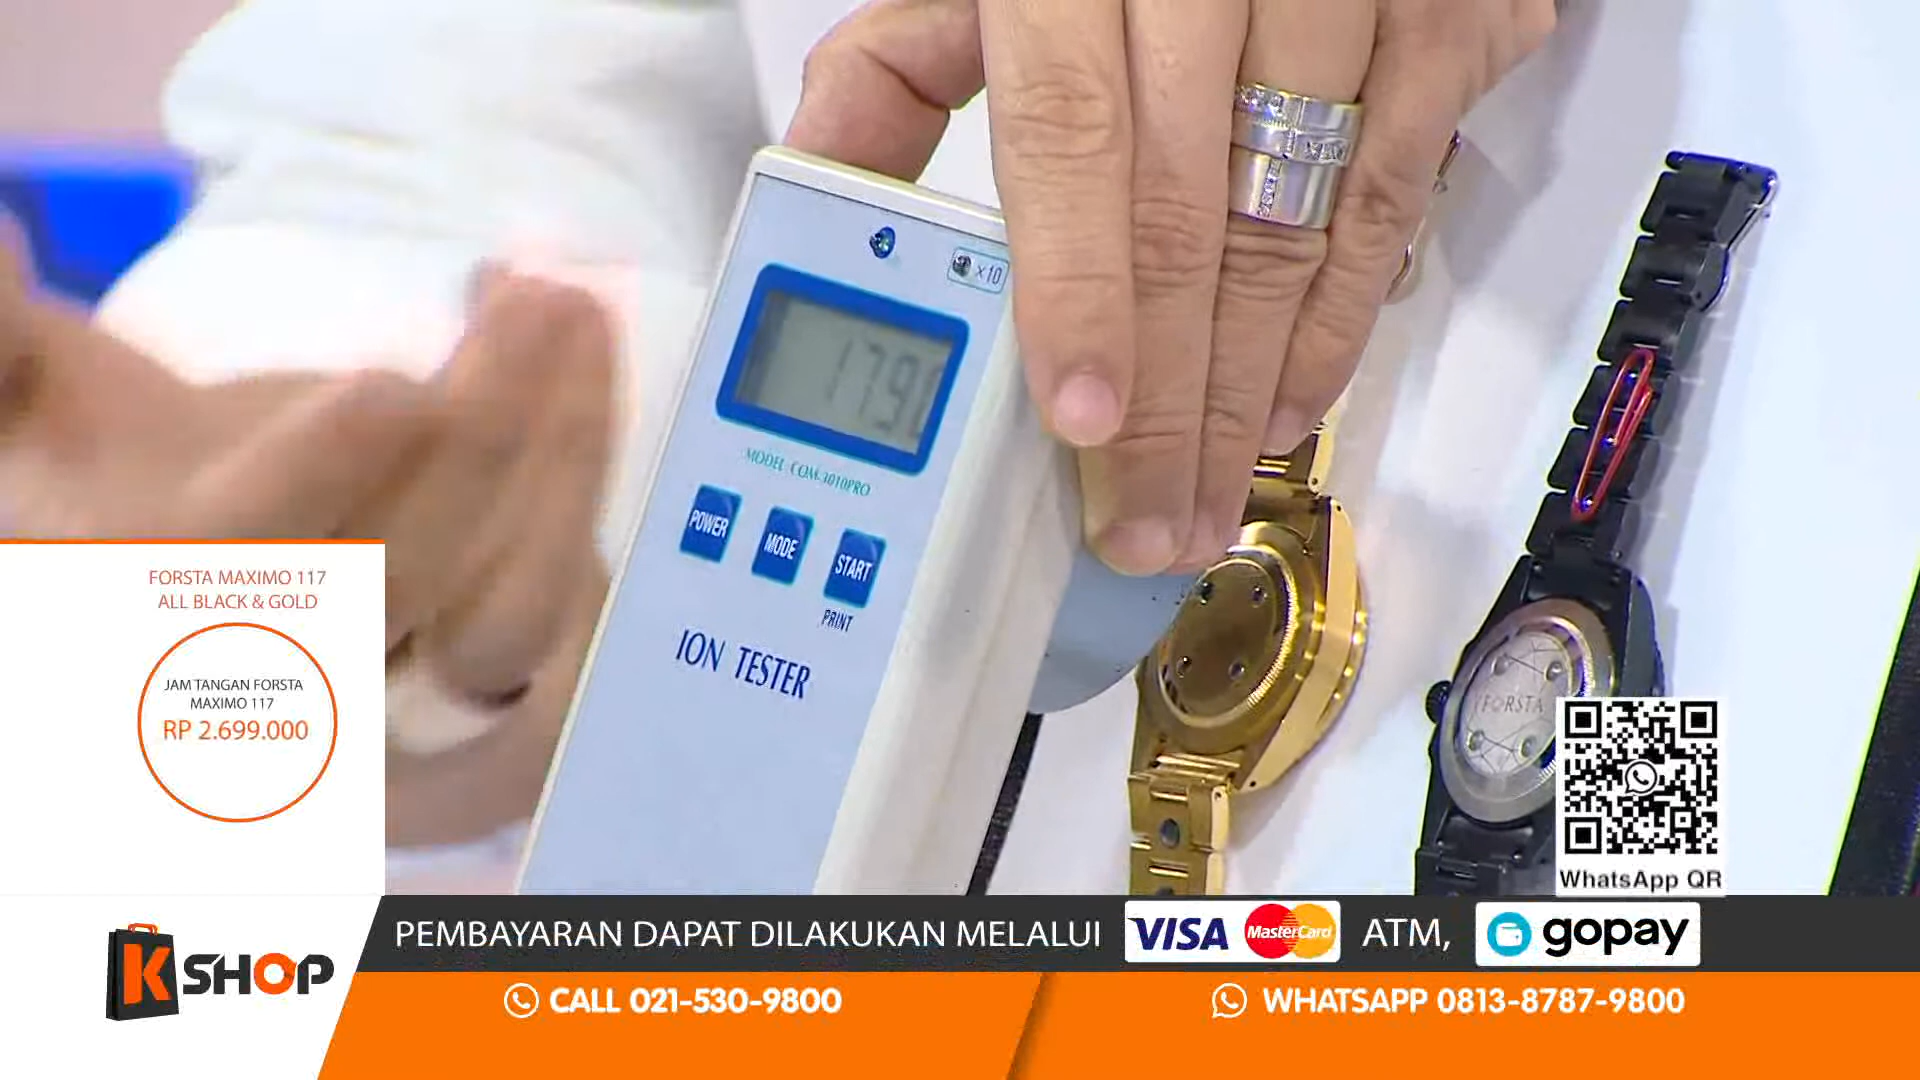 ×10
MODEL COM-3010PRO
POWER
MODE
START
PRINT
ION TESTER
FORSTA MAXIMO 117
ALL BLACK & GOLD
JAM TANGAN FORSTA
MAXIMO 117
RP 2.699.000
FORSTA
WhatsApp QR
PEMBAYARAN DAPAT DILAKUKAN MELALUI VISA MasterCard ATM, gopay
K SHOP
CALL 021-530-9800
WHATSAPP 0813-8787-9800